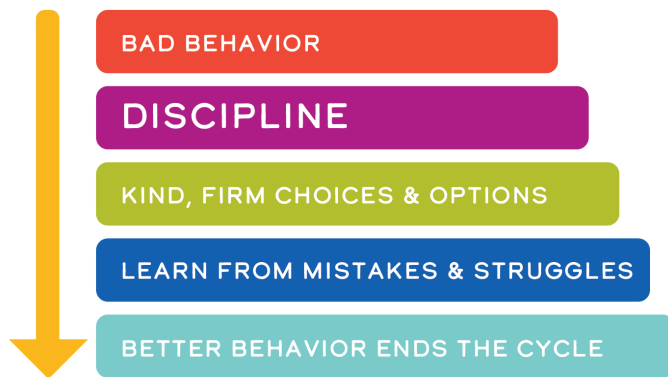 BAD BEHAVIOR
DISCIPLINE
KIND, FIRM CHOICES & OPTIONS
LEARN FROM MISTAKES & STRUGGLES
BETTER BEHAVIOR ENDS THE CYCLE